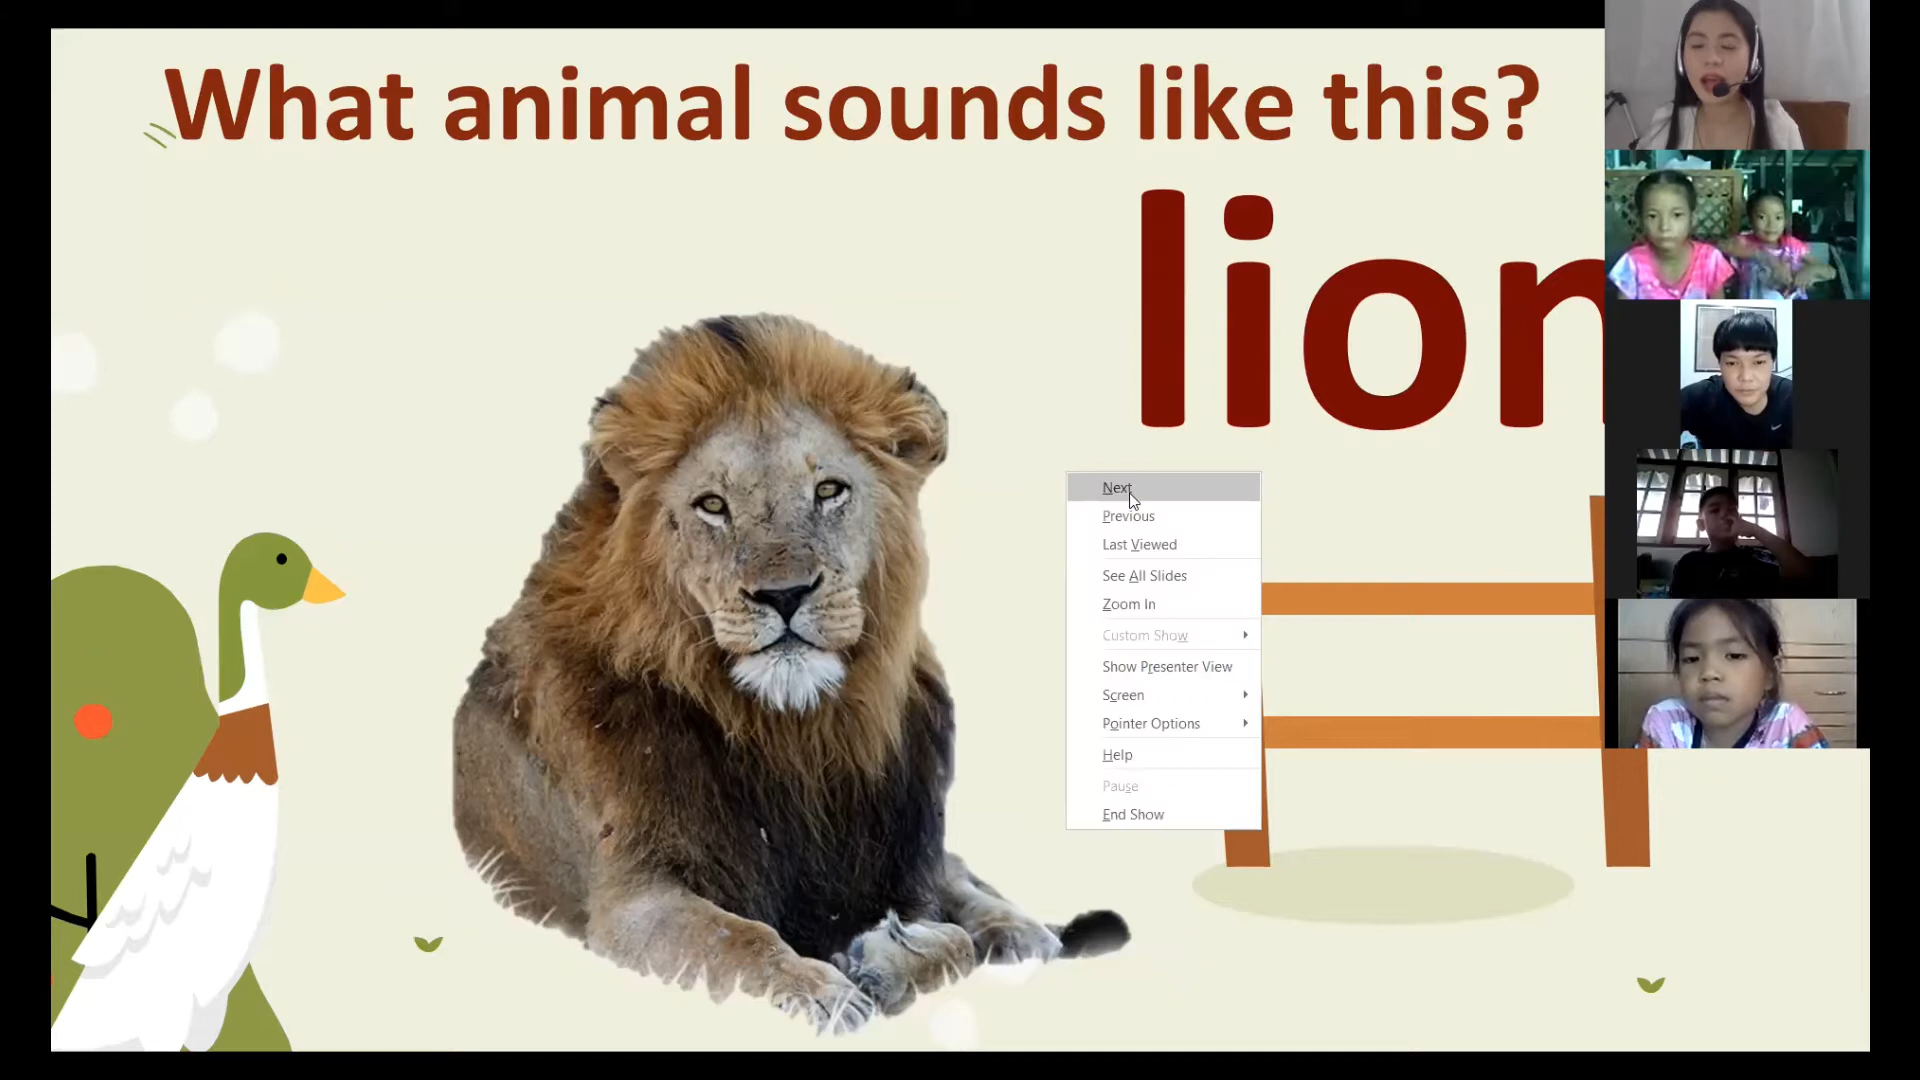 What animal sounds like this?
lion
Next
Previous
Last Viewed
See All Slides
Zoom In
Custom Show
Show Presenter View
Screen
Pointer Options
Help
Pause
End Show